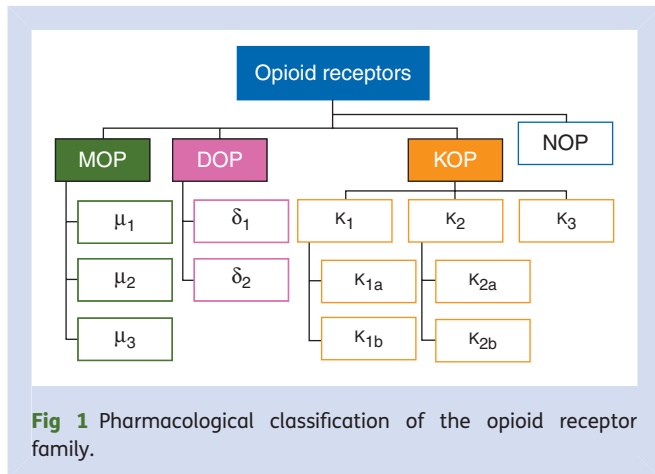 Opioid receptors
MOP
DOP
KOP
NOP
μ1
δ1
κ1
κ2
κ3
μ2
δ2
κ1a
κ2a
μ3
κ1b
κ2b
Fig 1 Pharmacological classification of the opioid receptor
family.